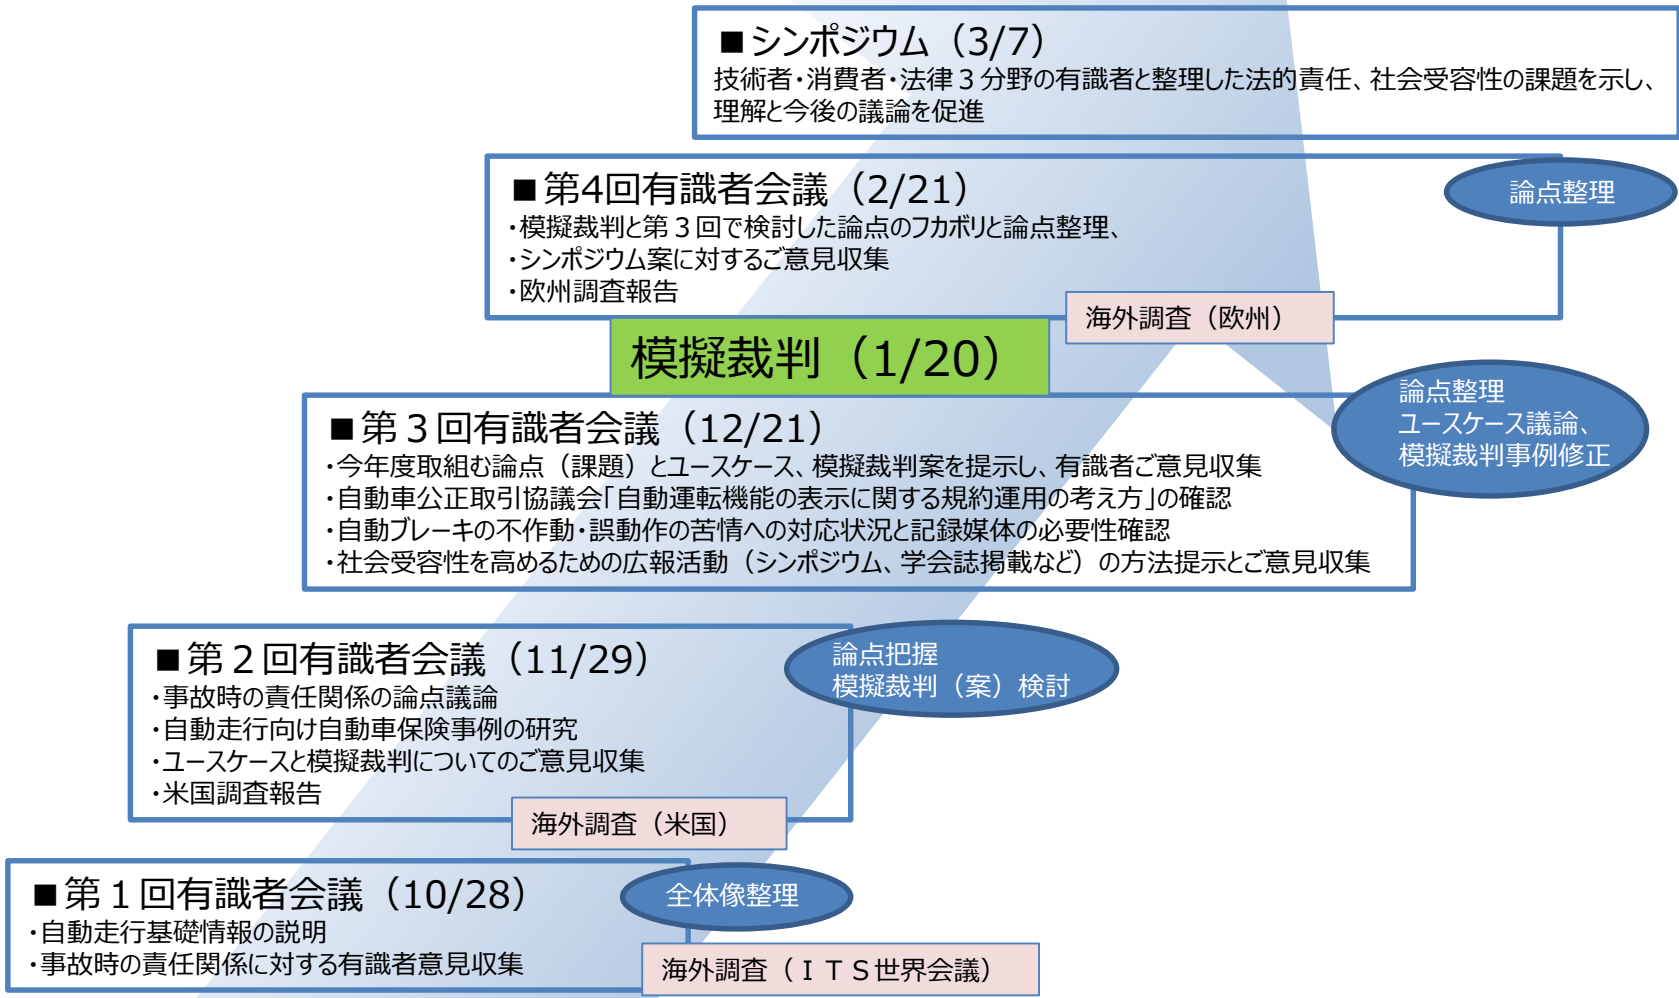 ■シンポジウム（3/7）
技術者・消費者・法律３分野の有識者と整理した法的責任、社会受容性の課題を示し、
理解と今後の議論を促進
■第4回有識者会議（2/21）
・模擬裁判と第３回で検討した論点のフカボリと論点整理、
・シンポジウム案に対するご意見収集
・欧州調査報告
論点整理
海外調査（欧州）
模擬裁判（1/20）
■第３回有識者会議（12/21）
・今年度取組む論点（課題）とユースケース、模擬裁判案を提示し、有識者ご意見収集
・自動車公正取引協議会「自動運転機能の表示に関する規約運用の考え方」の確認
・自動ブレーキの不作動・誤動作の苦情への対応状況と記録媒体の必要性確認
・社会受容性を高めるための広報活動（シンポジウム、学会誌掲載など）の方法提示とご意見収集
論点整理
ユースケース議論、
模擬裁判事例修正
■第２回有識者会議（11/29）
・事故時の責任関係の論点議論
・自動走行向け自動車保険事例の研究
・ユースケースと模擬裁判についてのご意見収集
・米国調査報告
論点把握
模擬裁判（案）検討
海外調査（米国）
■第１回有識者会議（10/28）
・自動走行基礎情報の説明
・事故時の責任関係に対する有識者意見収集
全体像整理
海外調査（ＩＴＳ世界会議）